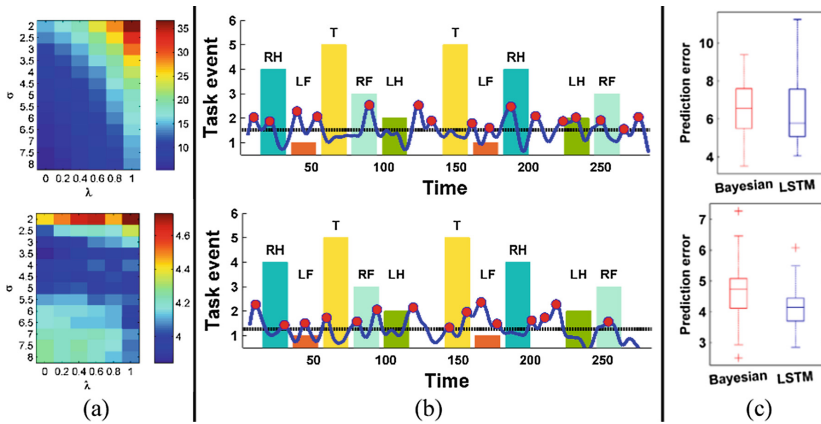 σ
2
2.5
3
3.5
4
4.5
5
5.5
6
6.5
7
7.5
8
0 0.2 0.4 0.6 0.8 1
λ
35
30
25
20
15
10
σ
2
2.5
3
3.5
4
4.5
5
5.5
6
6.5
7
7.5
8
0 0.2 0.4 0.6 0.8 1
λ
4.6
4.4
4.2
4
(a)
Task event
6
5
4
3
2
1
RH
LF
T
RF
LH
T
LF
RH
LH
RF
50 100 150 200 250
Time
Task event
6
5
4
3
2
1
RH
LF
T
RF
LH
T
LF
RH
LH
RF
50 100 150 200 250
Time
(b)
Prediction error
10
8
6
4
Bayesian LSTM
Prediction error
7
6
5
4
3
Bayesian LSTM
(c)